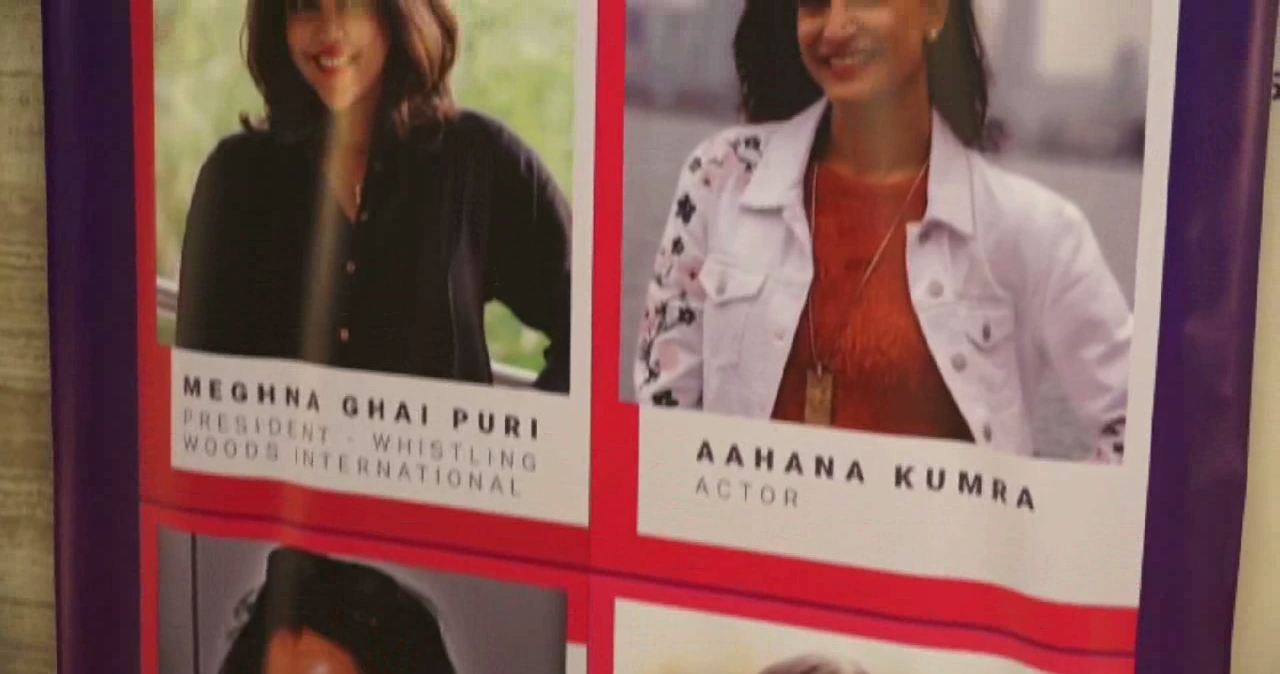 MEGHNA GHAI PURI
PRESIDENT - WHISTLING
WOODS INTERNATIONAL
AAHANA KUMRA
ACTOR